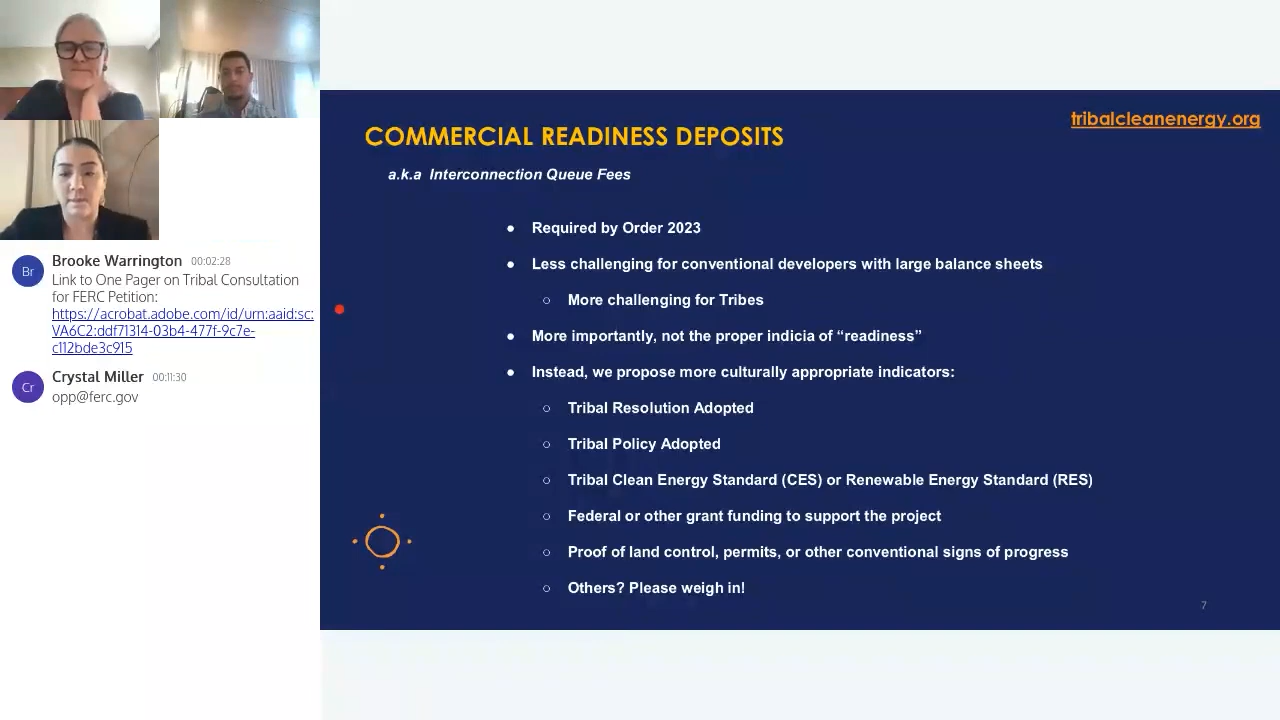 Br
Brooke Warrington 00:02:28
Link to One Pager on Tribal Consultation
for FERC Petition:
https://acrobat.adobe.com/id/urn:aaid:sc:
VA6C2:ddf71314-03b4-477f-9c7e-
c112bde3c915
Cr
Crystal Miller 00:11:30
opp@ferc.gov
tribalcleanenergy.org
COMMERCIAL READINESS DEPOSITS
a.k.a Interconnection Queue Fees
● Required by Order 2023
● Less challenging for conventional developers with large balance sheets
○ More challenging for Tribes
● More importantly, not the proper indicia of “readiness”
● Instead, we propose more culturally appropriate indicators:
○ Tribal Resolution Adopted
○ Tribal Policy Adopted
○ Tribal Clean Energy Standard (CES) or Renewable Energy Standard (RES)
○ Federal or other grant funding to support the project
○ Proof of land control, permits, or other conventional signs of progress
○ Others? Please weigh in!
7